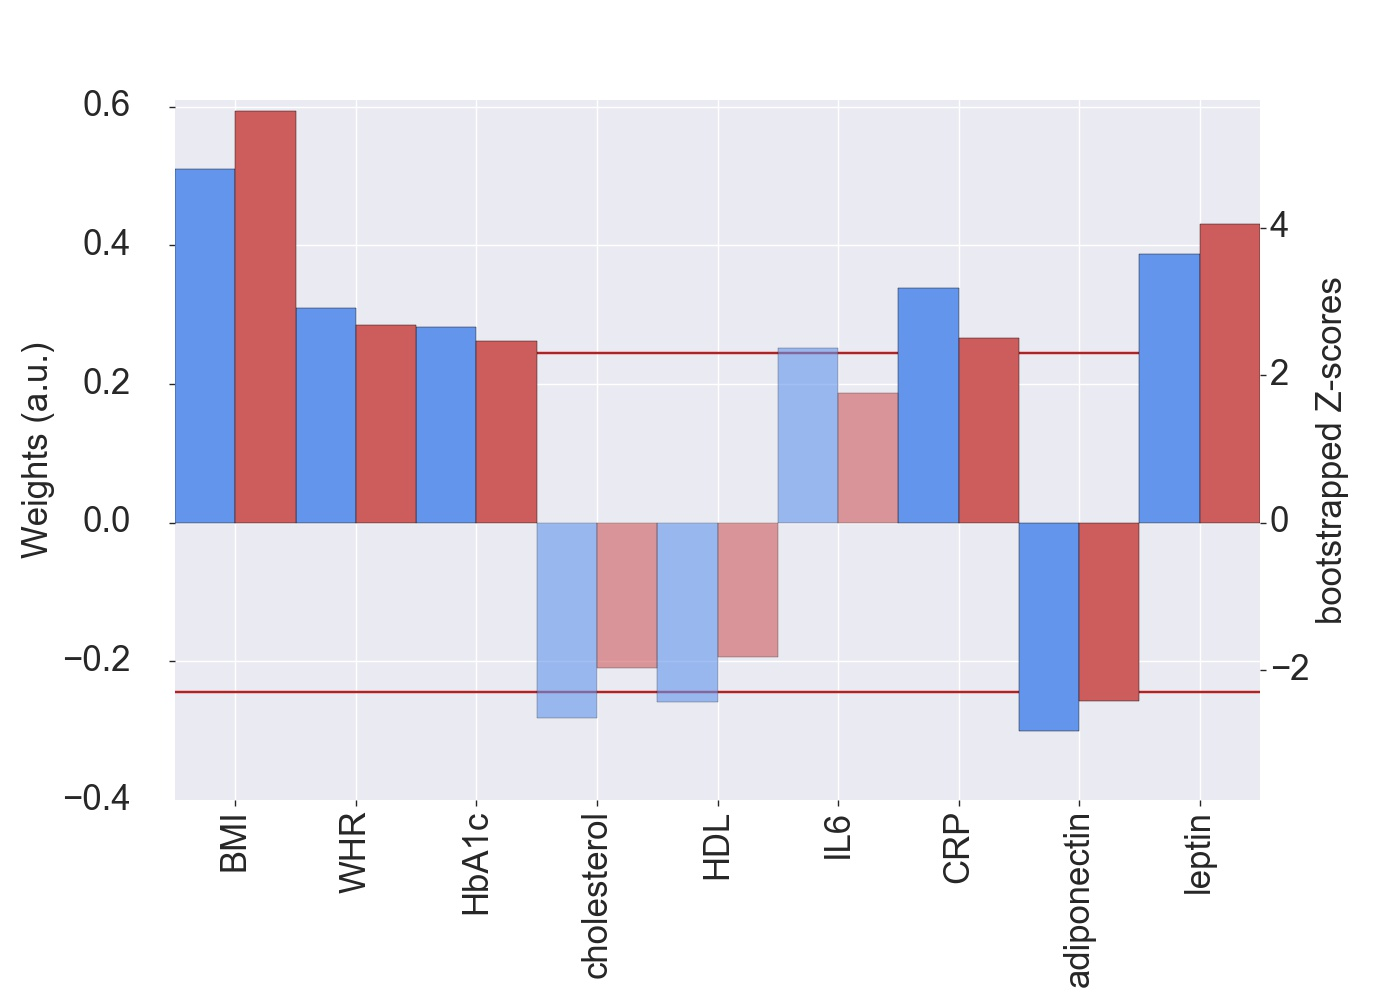 0.6
0.4
0.2
0.0
−0.2
−0.4
Weights (a.u.)
4
2
0
−2
bootstrapped Z-scores
BMI
WHR
HbA1c
cholesterol
HDL
IL6
CRP
adiponectin
leptin